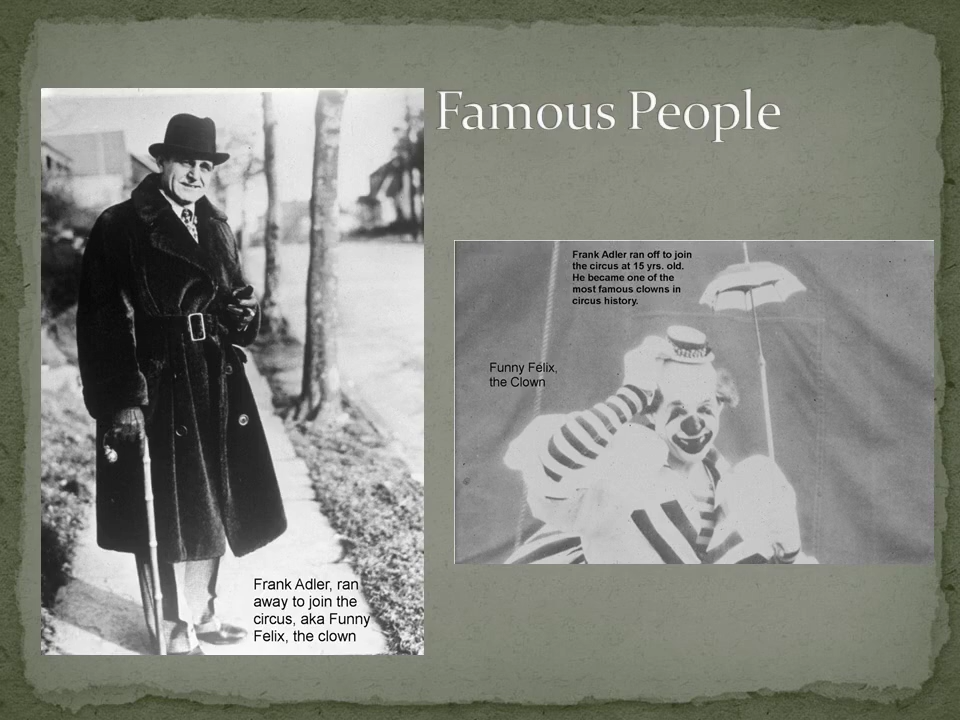 Famous People
Frank Adler, ran
away to join the
circus, aka Funny
Felix, the clown
Frank Adler ran off to join
the circus at 15 yrs. old.
He became one of the
most famous clowns in
circus history.
Funny Felix,
the Clown